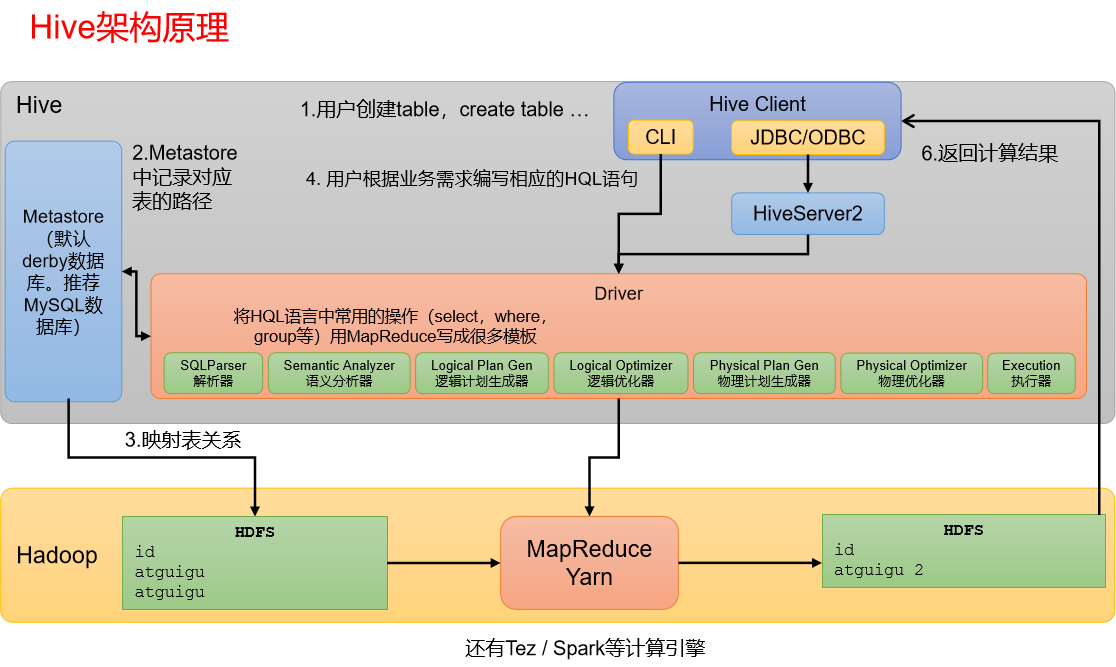 Hive架构原理
Hive
1.用户创建table，create table …
Hive Client
CLI
JDBC/ODBC
6.返回计算结果
2.Metastore
中记录对应
表的路径
4. 用户根据业务需求编写相应的HQL语句
HiveServer2
Metastore
（默认
derby数据
库。推荐
MySQL数
据库）
Driver
将HQL语言中常用的操作（select，where，
group等）用MapReduce写成很多模板
SQLParser
解析器
Semantic Analyzer
语义分析器
Logical Plan Gen
逻辑计划生成器
Logical Optimizer
逻辑优化器
Physical Plan Gen
物理计划生成器
Physical Optimizer
物理优化器
Execution
执行器
3.映射表关系
Hadoop
HDFS
id
atguigu
atguigu
MapReduce
Yarn
HDFS
id
atguigu 2
还有Tez / Spark等计算引擎